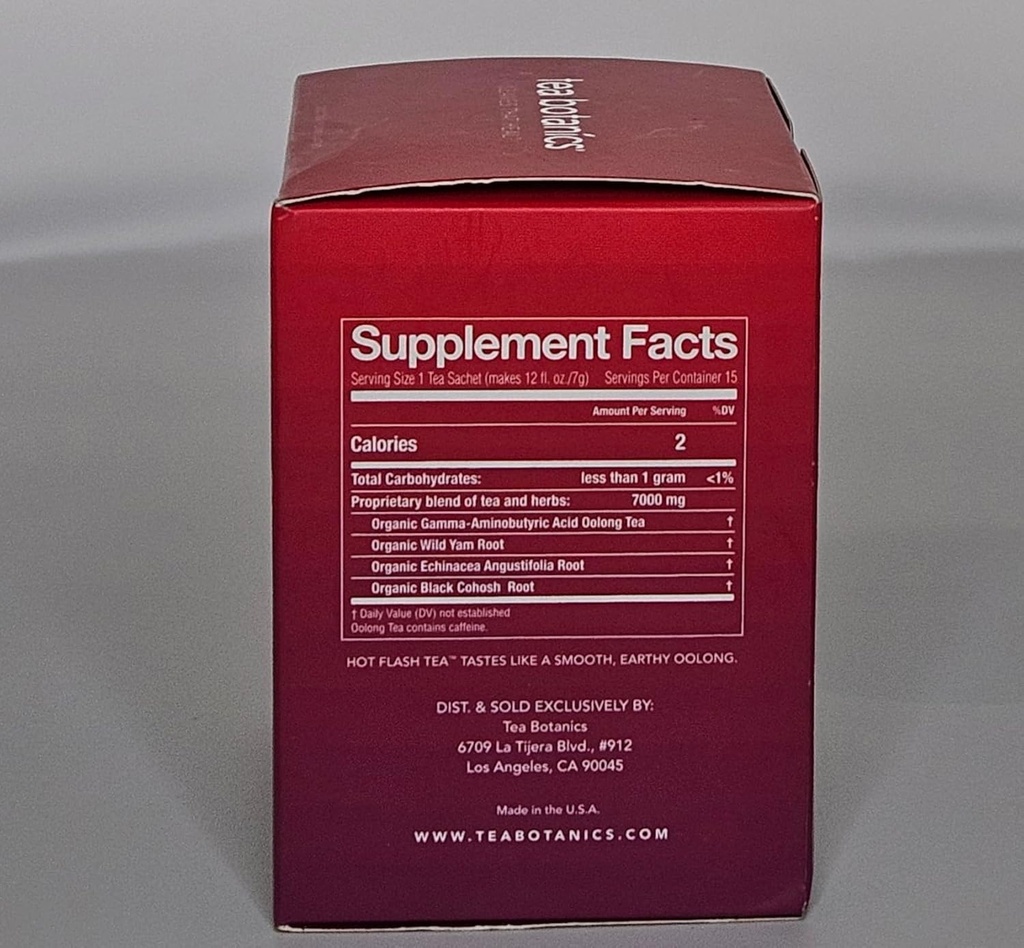 tea botanics
Supplement Facts
Serving Size 1 Tea Sachet (makes 12 fl. oz./7g) Servings Per Container 15
Amount Per Serving %DV
Calories 2
Total Carbohydrates: less than 1 gram <1%
Proprietary blend of tea and herbs: 7000 mg
Organic Gamma-Aminobutyric Acid Oolong Tea †
Organic Wild Yam Root †
Organic Echinacea Angustifolia Root †
Organic Black Cohosh Root †
† Daily Value (DV) not established
Oolong Tea contains caffeine.
HOT FLASH TEA™ TASTES LIKE A SMOOTH, EARTHY OOLONG.
DIST. & SOLD EXCLUSIVELY BY:
Tea Botanics
6709 La Tijera Blvd., #912
Los Angeles, CA 90045
Made in the U.S.A.
WWW.TEABOTANICS.COM